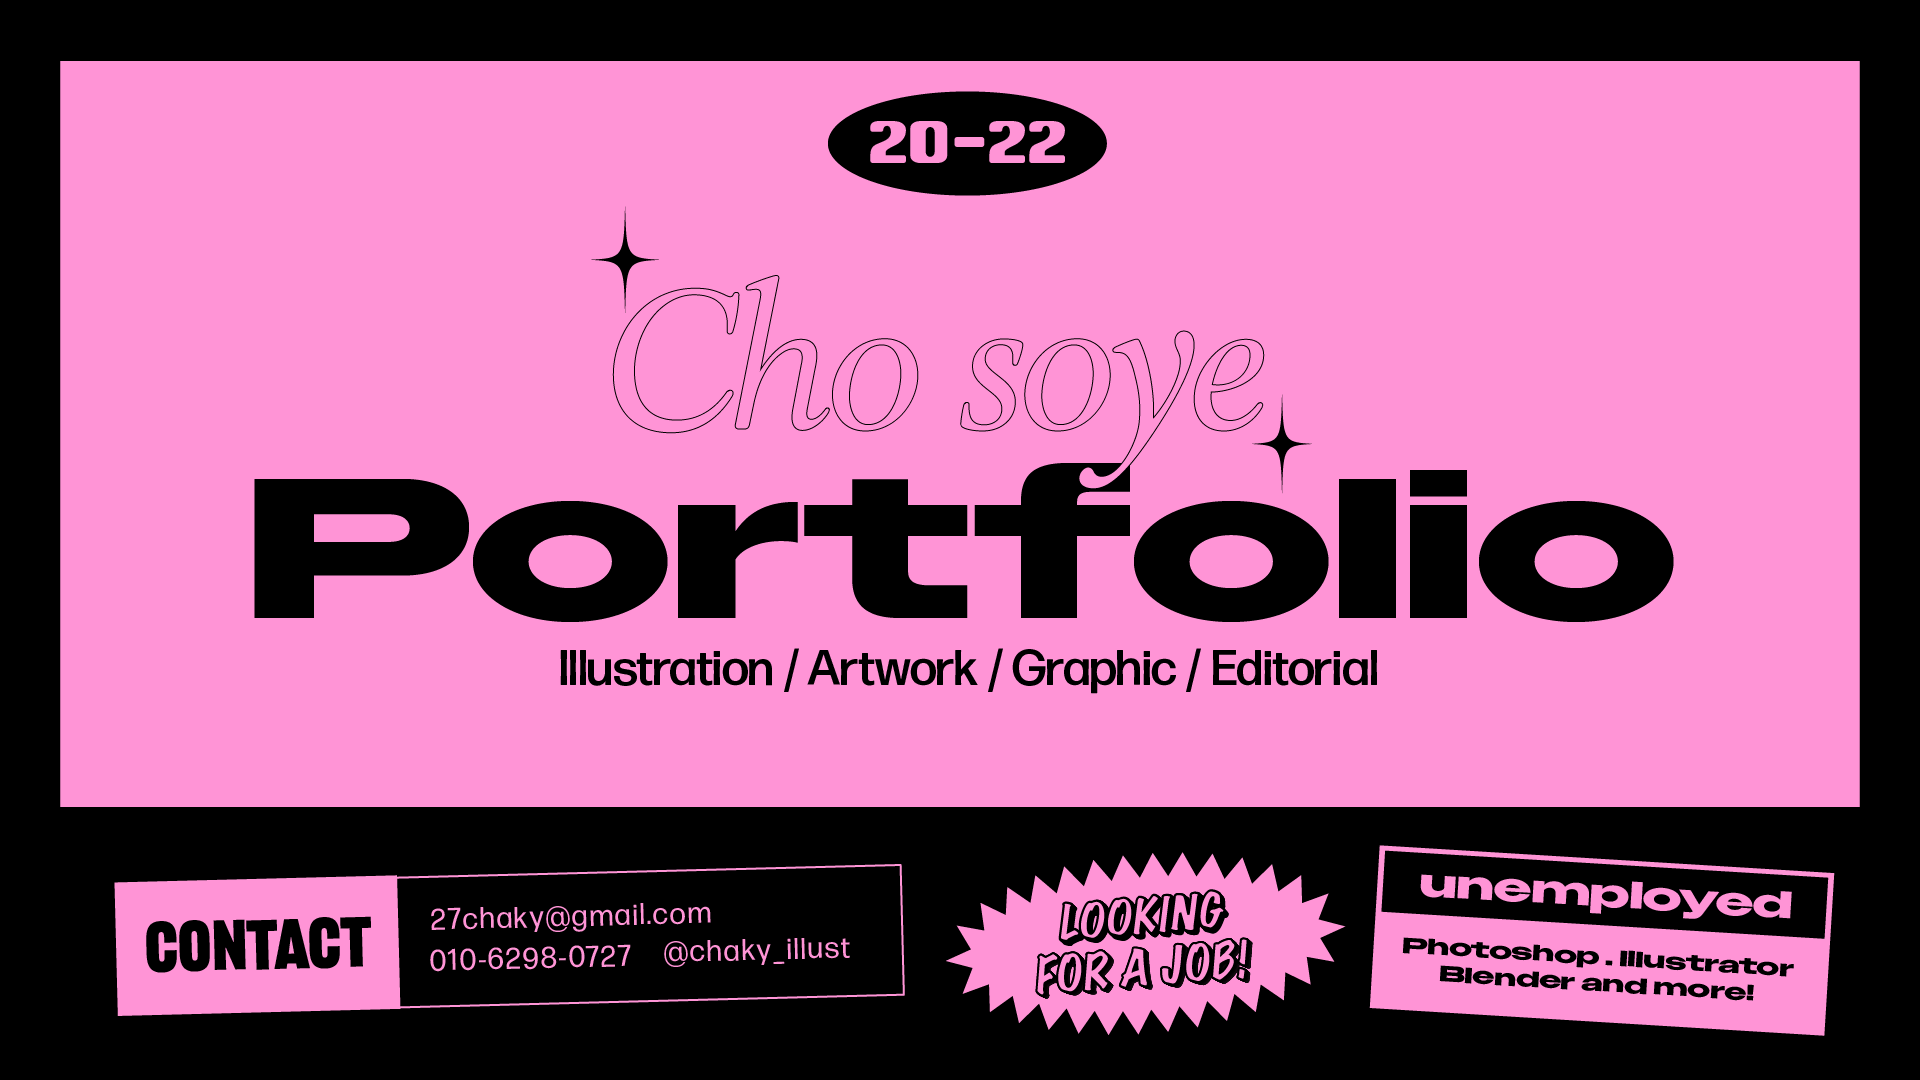 20-22
Cho soye
Portfolio
Illustration / Artwork / Graphic / Editorial
CONTACT
27chaky@gmail.com
010-6298-0727 @chaky_illust
LOOKING
FOR A JOB!
unemployed
Photoshop . Illustrator
Blender and more!